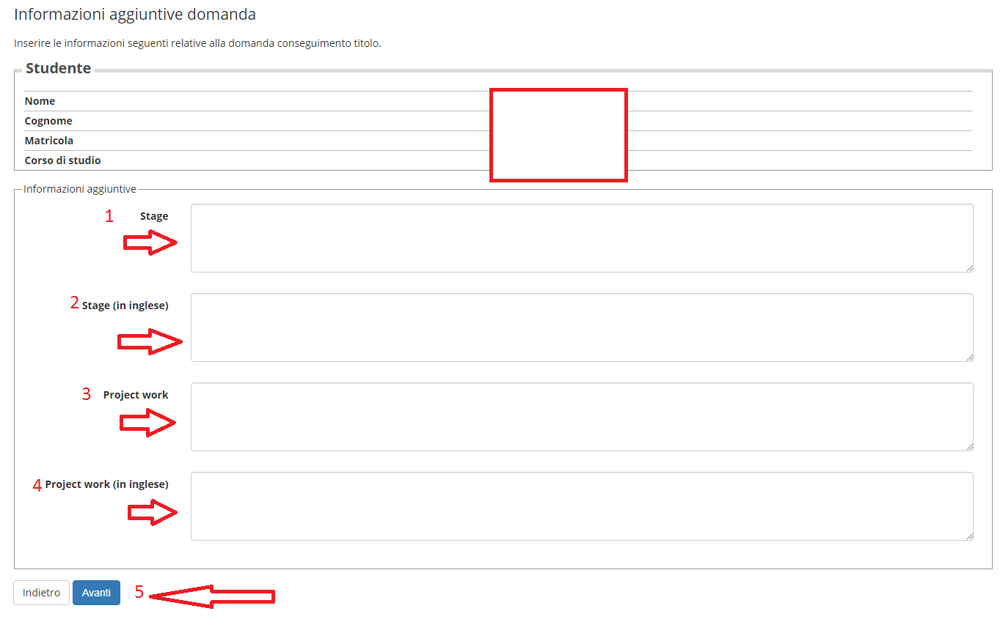 Informazioni aggiuntive domanda
Inserire le informazioni seguenti relative alla domanda conseguimento titolo.
Studente
Nome
Cognome
Matricola
Corso di studio
Informazioni aggiuntive
1 Stage
2 Stage (in inglese)
3 Project work
4 Project work (in inglese)
Indietro Avanti 5